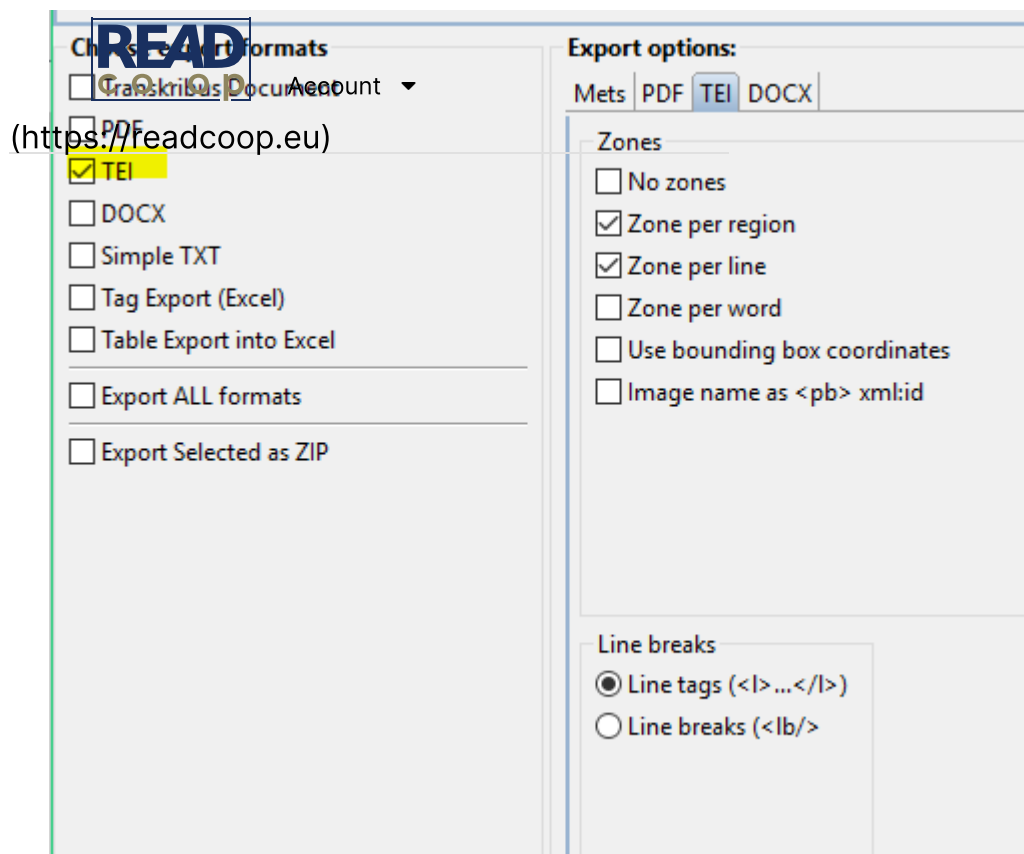 Choose export formats
READ
co-op
Transkribus Document
Account
PDF
(https://readcoop.eu)
TEI
DOCX
Simple TXT
Tag Export (Excel)
Table Export into Excel
Export ALL formats
Export Selected as ZIP
Export options:
Mets PDF TEI DOCX
Zones
No zones
Zone per region
Zone per line
Zone per word
Use bounding box coordinates
Image name as <pb> xml:id
Line breaks
Line tags (<l>...</l>)
Line breaks (<lb/>